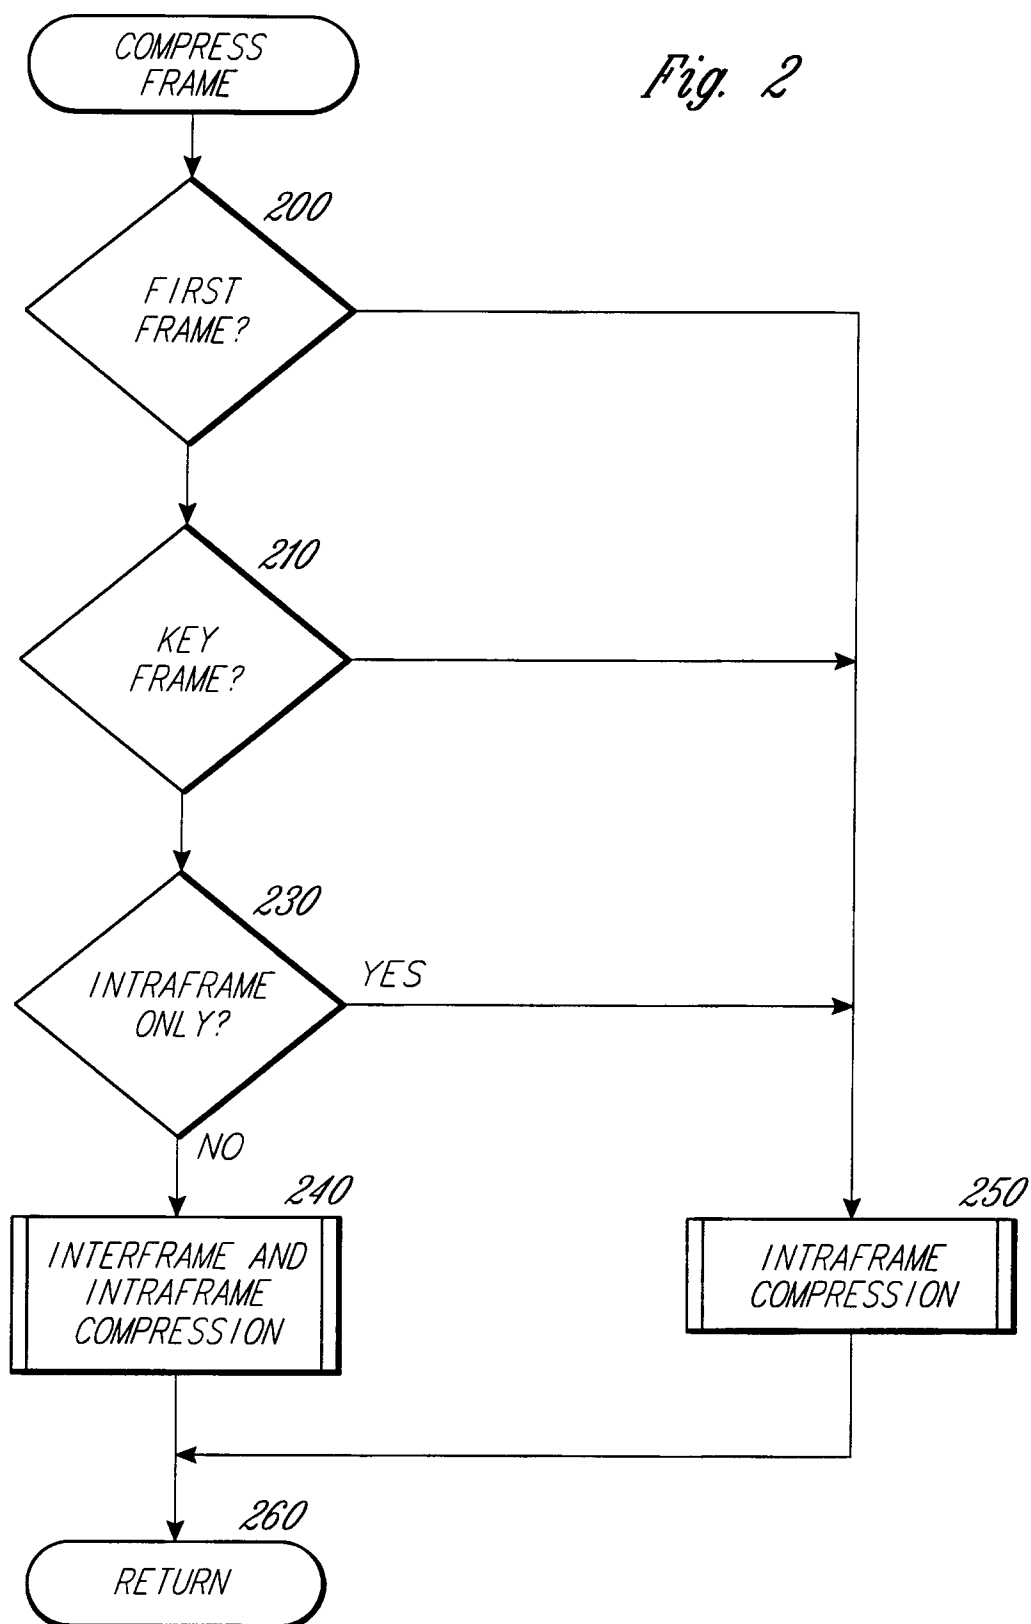 COMPRESS
FRAME
Fig. 2
200
FIRST
FRAME?
210
KEY
FRAME?
230
INTRAFRAME
ONLY?
YES
NO
240
INTERFRAME AND
INTRAFRAME
COMPRESSION
250
INTRAFRAME
COMPRESSION
260
RETURN